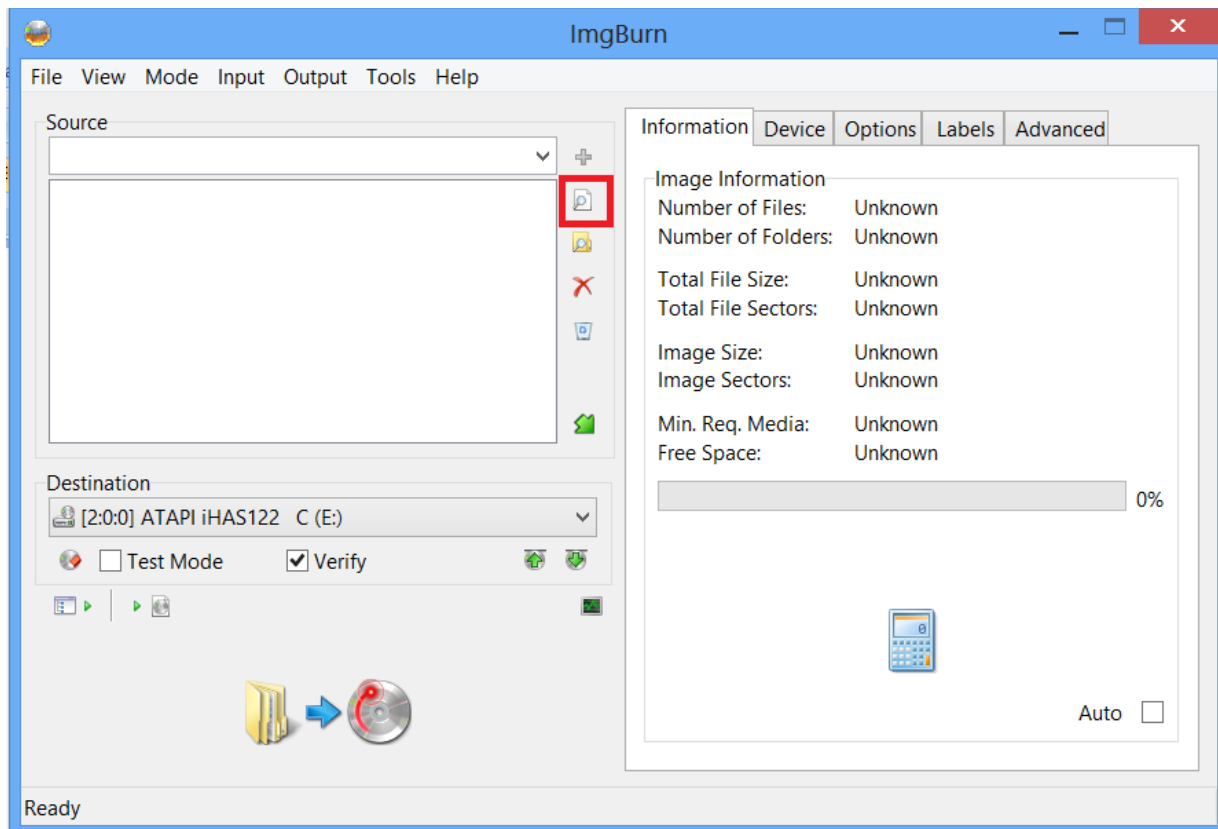 ImgBurn
File View Mode Input Output Tools Help
Source
Destination
[2:0:0] ATAPI iHAS122 C (E:)
Test Mode Verify
Information Device Options Labels Advanced
Image Information
Number of Files: Unknown
Number of Folders: Unknown
Total File Size: Unknown
Total File Sectors: Unknown
Image Size: Unknown
Image Sectors: Unknown
Min. Req. Media: Unknown
Free Space: Unknown
0%
0
Auto
Ready